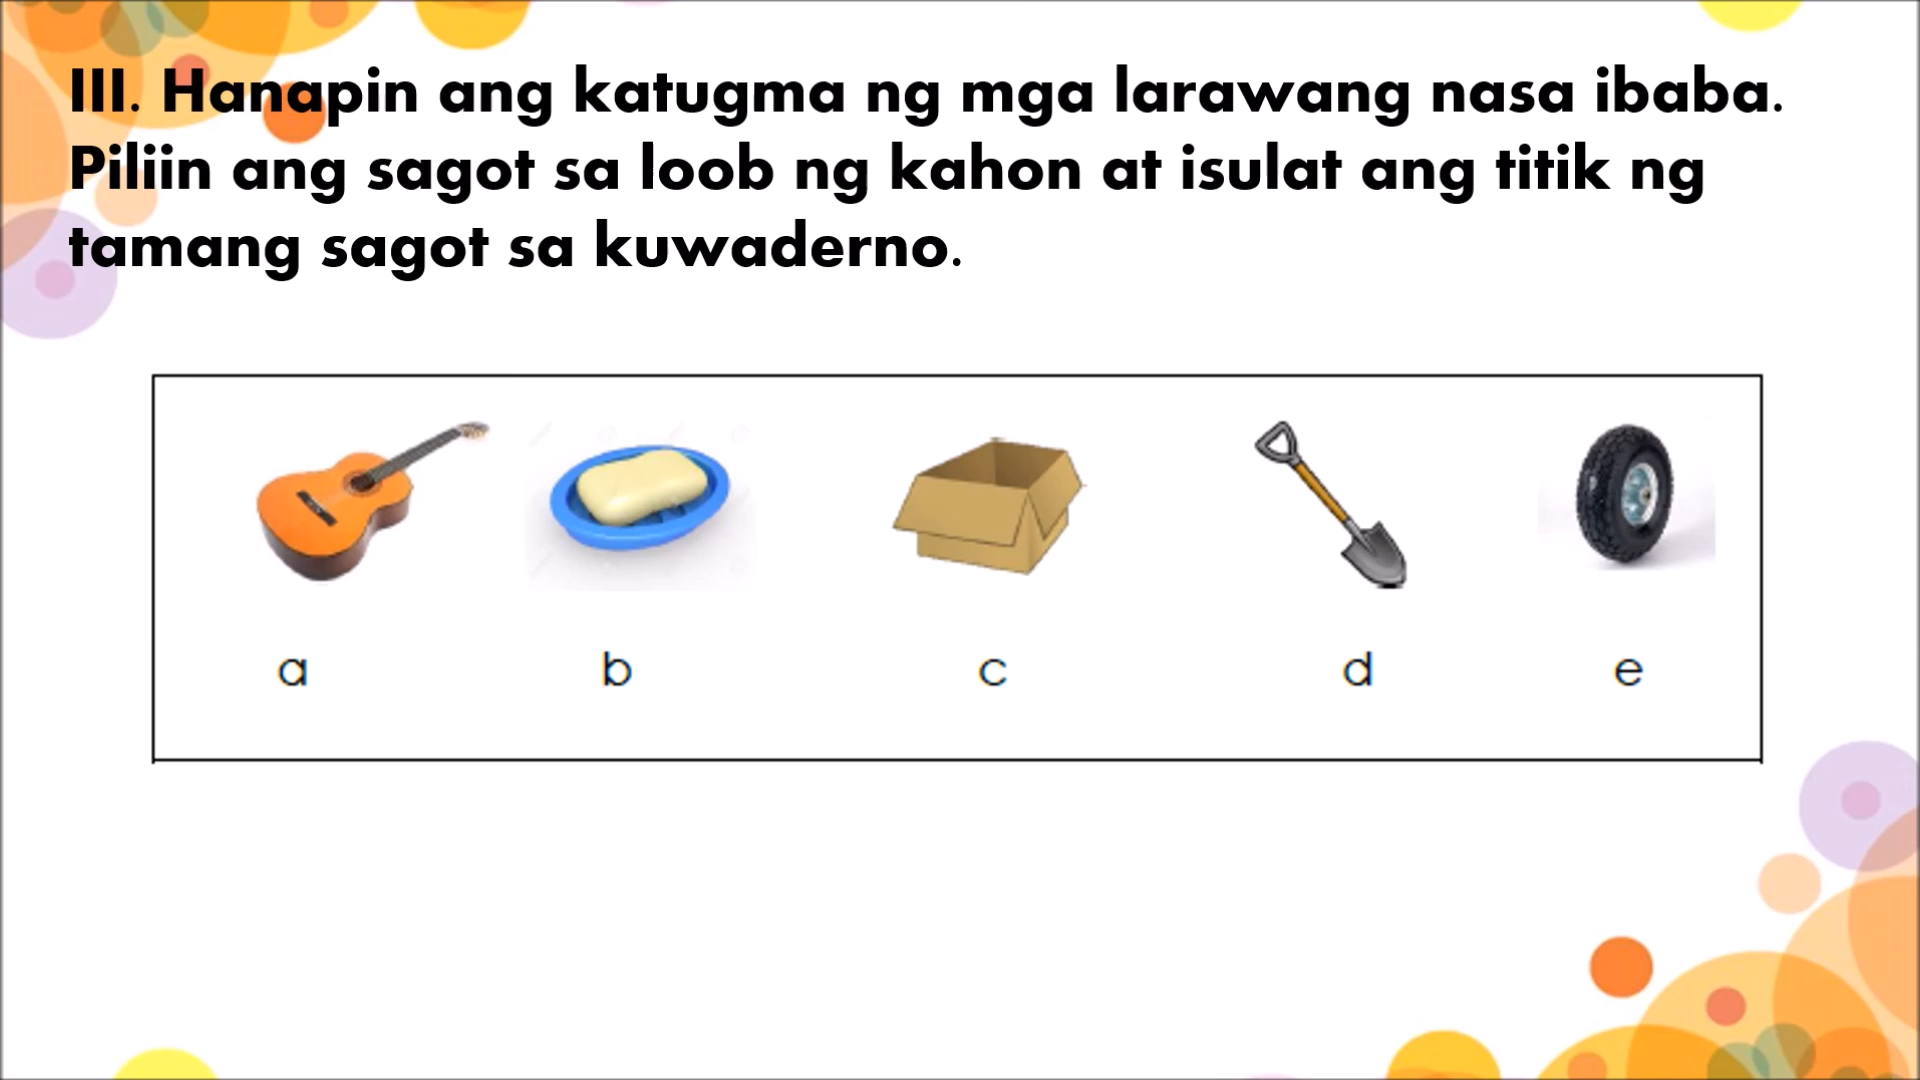 III. Hanapin ang katugma ng mga larawang nasa ibaba.
Piliin ang sagot sa loob ng kahon at isulat ang titik ng
tamang sagot sa kuwaderno.
a b c d e